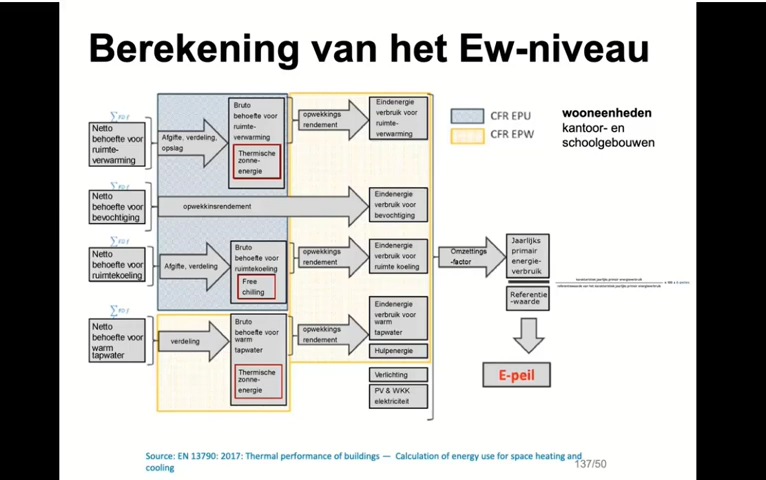 Berekening van het Ew-niveau
Netto
behoefte voor
ruimte-
verwarming
Afgifte, verdeling,
opslag
Bruto
behoefte voor
ruimte-
verwarming
Thermische
zonne-
energie
opwekkings
rendement
Eindenergie
verbruik voor
ruimte-
verwarming
CFR EPU
CFR EPW
wooneenheden
kantoor- en
schoolgebouwen
Netto
behoefte voor
bevochtiging
opwekkinsrendement
Eindenergie
verbruik voor
bevochtiging
Netto
behoefte voor
ruimtekoeling
Afgifte, verdeling
Bruto
behoefte voor
ruimtekoeling
Free
chilling
opwekkings
rendement
Eindenergie
verbruik voor
ruimte koeling
Omzettings
-factor
Jaarlijks
primair
energie-
verbruik
Referentie
-waarde
E-peil
Netto
behoefte voor
warm
tapwater
verdeling
Bruto
behoefte voor
warm
tapwater
Thermische
zonne-
energie
opwekkings
rendement
Eindenergie
verbruik voor
warm
tapwater
Hulpenergie
Verlichting
PV & WKK
elektriciteit
Source: EN 13790: 2017: Thermal performance of buildings — Calculation of energy use for space heating and
cooling
137/50